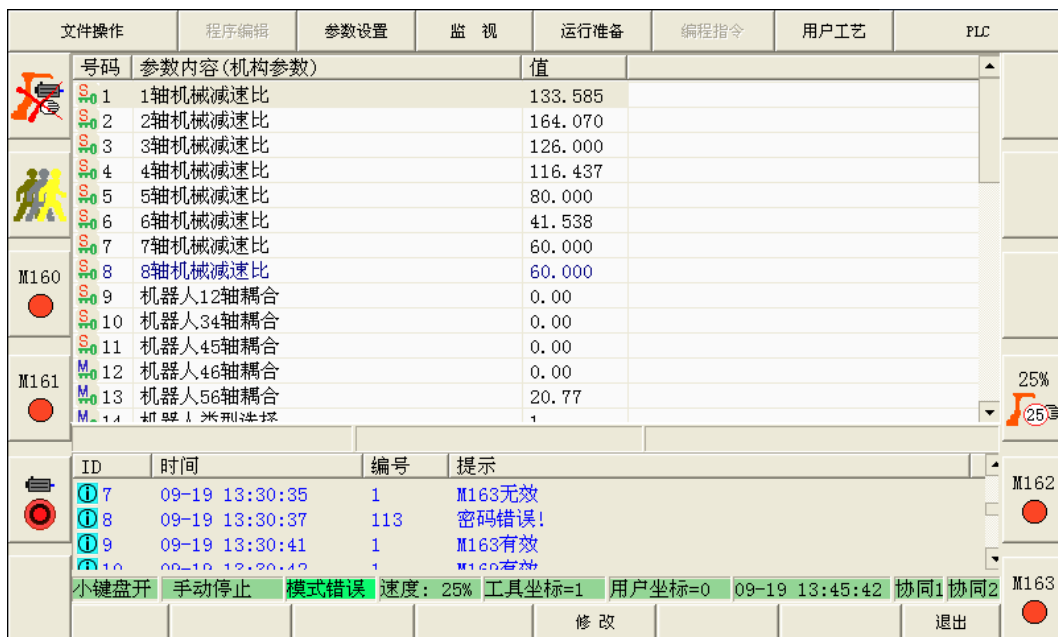 文件操作 程序编辑 参数设置 监 视 运行准备 编程指令 用户工艺 PLC
号码 参数内容(机构参数) 值
S 1 1轴机械减速比 133.585
S 2 2轴机械减速比 164.070
S 3 3轴机械减速比 126.000
S 4 4轴机械减速比 116.437
S 5 5轴机械减速比 80.000
S 6 6轴机械减速比 41.538
S 7 7轴机械减速比 60.000
S 8 8轴机械减速比 60.000
S 9 机器人12轴耦合 0.00
S 10 机器人34轴耦合 0.00
S 11 机器人45轴耦合 0.00
M 12 机器人46轴耦合 0.00
M 13 机器人56轴耦合 20.77
M 14 机器人类型选择 1
M160
M161
25%
25
M162
M163
ID 时间 编号 提示
7 09-19 13:30:35 1 M163无效
8 09-19 13:30:37 113 密码错误!
9 09-19 13:30:41 1 M163有效
小键盘开 手动停止 模式错误 速度: 25% 工具坐标=1 用户坐标=0 09-19 13:45:42 协同1 协同2
修 改 退出